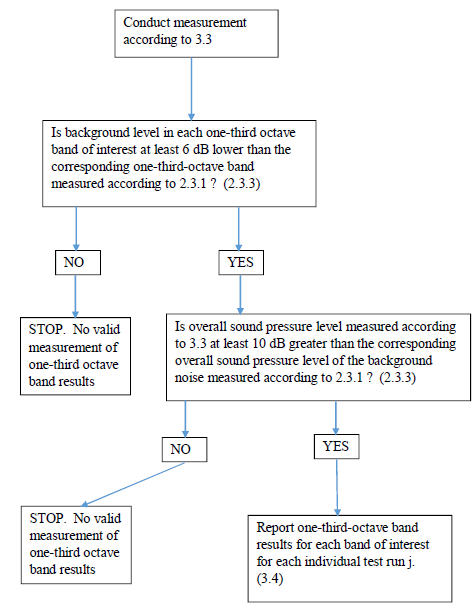 Conduct measurement
according to 3.3
Is background level in each one-third octave
band of interest at least 6 dB lower than the
corresponding one-third-octave band
measured according to 2.3.1 ? (2.3.3)
NO
YES
STOP. No valid
measurement of
one-third octave
band results
Is overall sound pressure level measured according
to 3.3 at least 10 dB greater than the corresponding
overall sound pressure level of the background
noise measured according to 2.3.1 ? (2.3.3)
NO
YES
STOP. No valid
measurement of
one-third octave
band results
Report one-third-octave band
results for each band of interest
for each individual test run j.
(3.4)